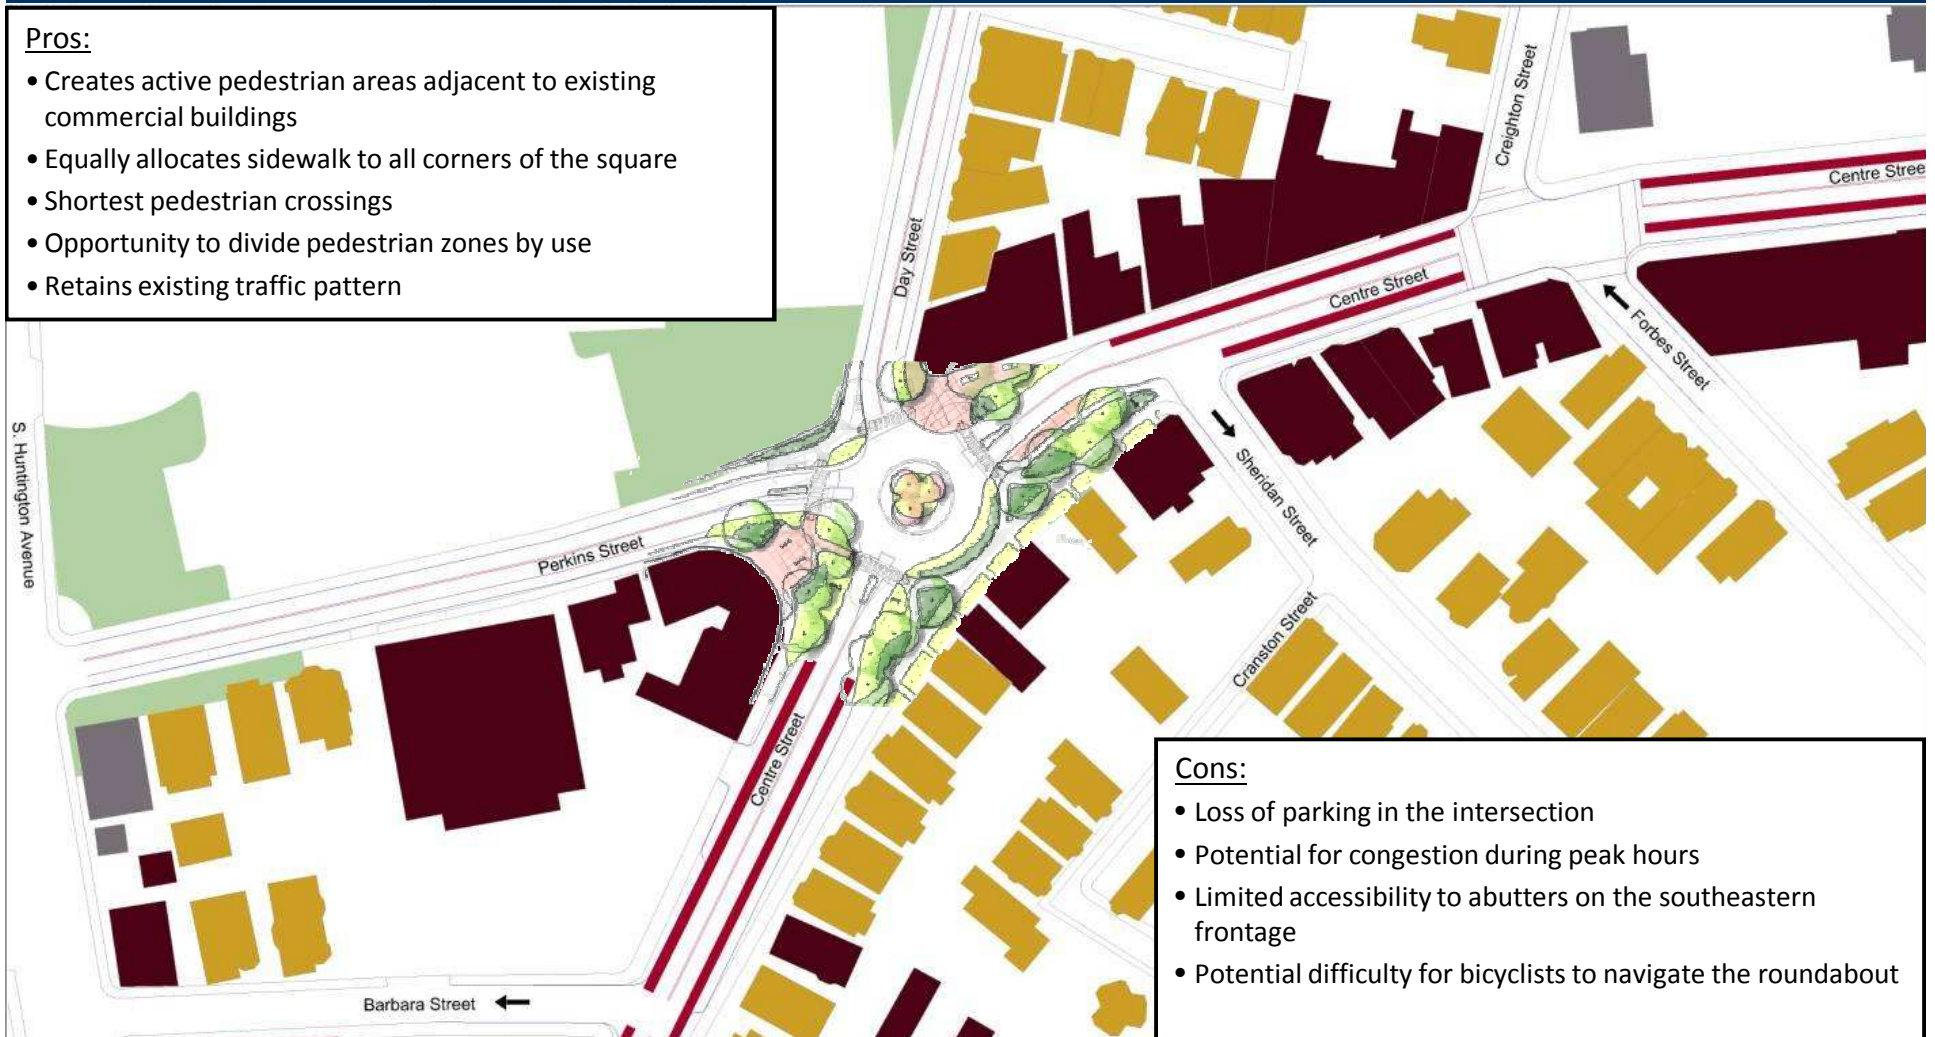 Pros:
• Creates active pedestrian areas adjacent to existing
commercial buildings
• Equally allocates sidewalk to all corners of the square
• Shortest pedestrian crossings
• Opportunity to divide pedestrian zones by use
• Retains existing traffic pattern
Creighton Street
Centre Stree
Day Street
Centre Street
Forbes Street
S. Huntington Avenue
Sheridan Street
Perkins Street
Cranston Street
Centre Street
Barbara Street
Cons:
• Loss of parking in the intersection
• Potential for congestion during peak hours
• Limited accessibility to abutters on the southeastern
frontage
• Potential difficulty for bicyclists to navigate the roundabout